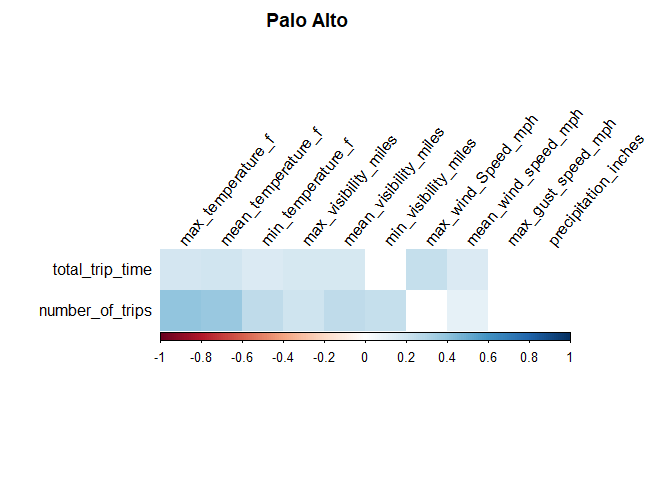 Palo Alto
max_temperature_f
mean_temperature_f
min_temperature_f
max_visibility_miles
mean_visibility_miles
min_visibility_miles
max_wind_Speed_mph
mean_wind_speed_mph
max_gust_speed_mph
precipitation_inches
total_trip_time
number_of_trips
-1 -0.8 -0.6 -0.4 -0.2 0 0.2 0.4 0.6 0.8 1